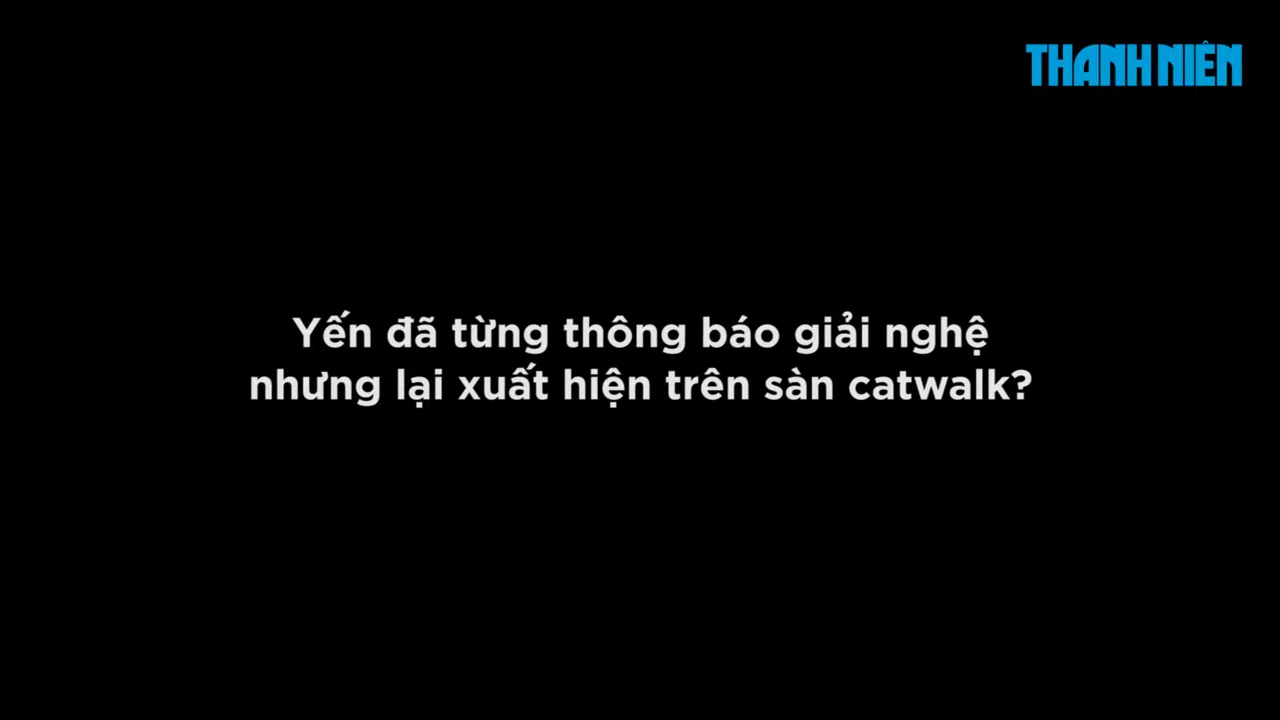 THANH NIÊN
Yến đã từng thông báo giải nghệ
nhưng lại xuất hiện trên sàn catwalk?